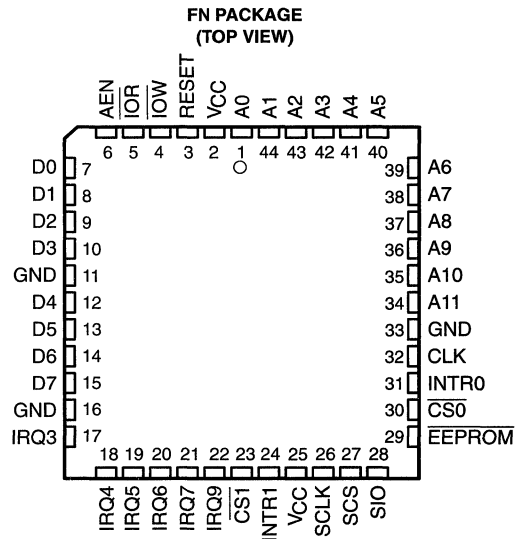 FN PACKAGE
(TOP VIEW)
AEN
IOR
IOW
RESET
VCC
A0
A1
A2
A3
A4
A5
6 5 4 3 2 1 44 43 42 41 40
D0 7 39 A6
D1 8 38 A7
D2 9 37 A8
D3 10 36 A9
GND 11 35 A10
D4 12 34 A11
D5 13 33 GND
D6 14 32 CLK
D7 15 31 INTR0
GND 16 30 CS0
IRQ3 17 29 EEPROM
18 19 20 21 22 23 24 25 26 27 28
IRQ4
IRQ5
IRQ6
IRQ7
IRQ9
CS1
INTR1
VCC
SCLK
SCS
SIO